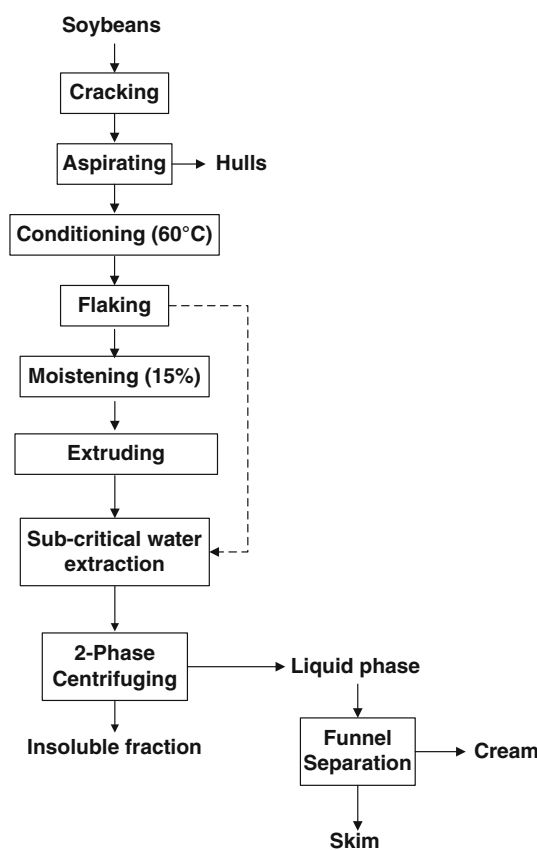 Soybeans
Cracking
Aspirating
Hulls
Conditioning (60°C)
Flaking
Moistening (15%)
Extruding
Sub-critical water
extraction
2-Phase
Centrifuging
Liquid phase
Insoluble fraction
Funnel
Separation
Cream
Skim